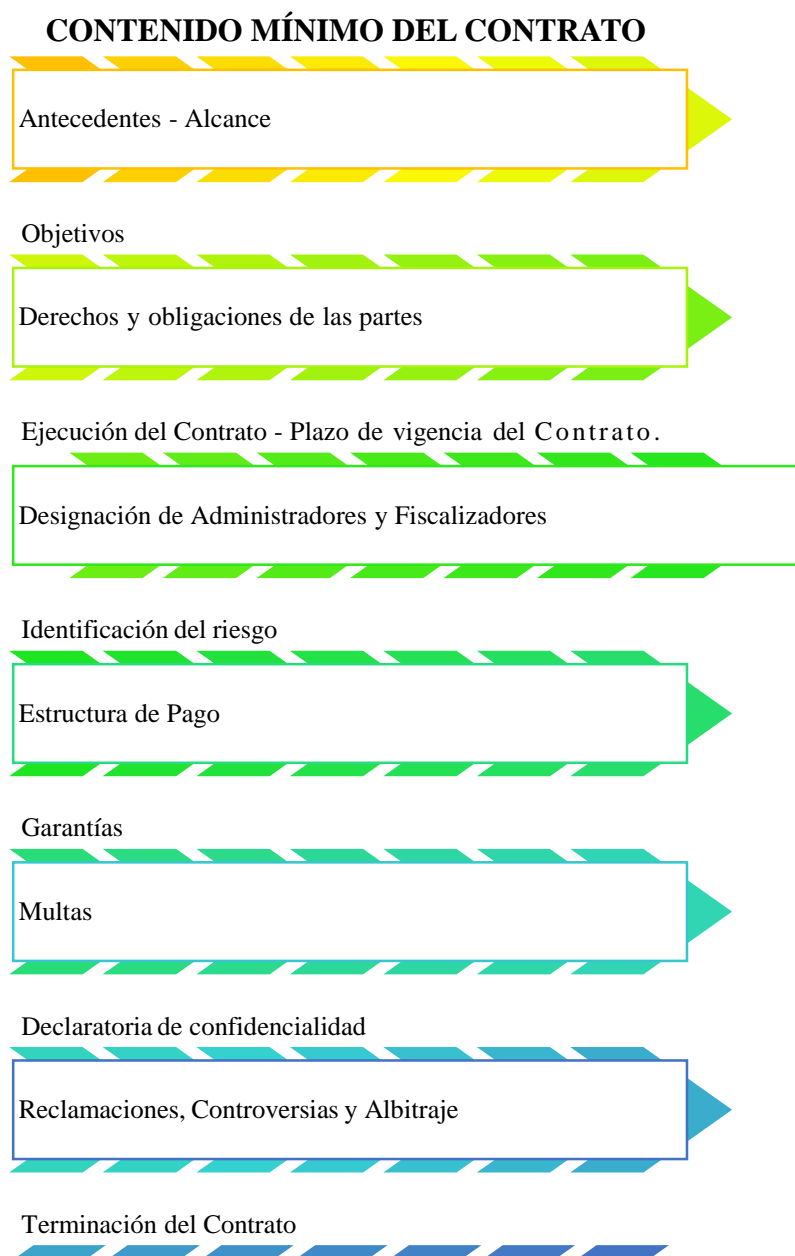 CONTENIDO MÍNIMO DEL CONTRATO
Antecedentes - Alcance
Objetivos
Derechos y obligaciones de las partes
Ejecución del Contrato - Plazo de vigencia del Contrato.
Designación de Administradores y Fiscalizadores
Identificación del riesgo
Estructura de Pago
Garantías
Multas
Declaratoria de confidencialidad
Reclamaciones, Controversias y Albitraje
Terminación del Contrato